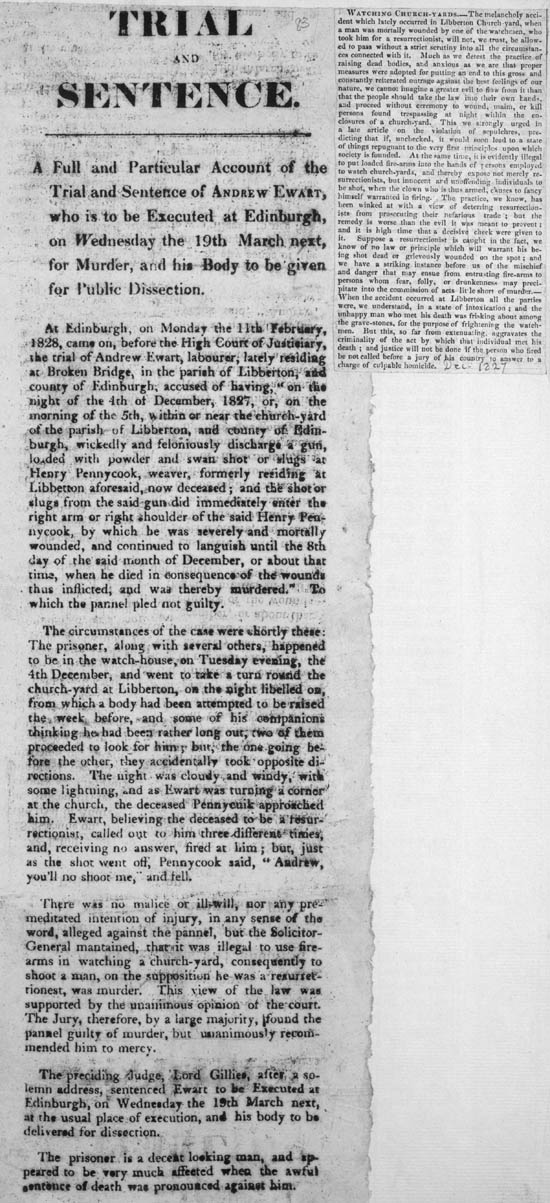 TRIAL
AND
SENTENCE.
A Full and Particular Account of the
Trial and Sentence of ANDREW EWART,
who is to be Executed at Edinburgh,
on Wednesday the 19th March next,
for Murder, and his Body to be given
for Public Dissection.
At Edinburgh, on Monday the 11th February,
1828, came on, before the High Court of Justiciary,
the trial of Andrew Ewart, labourer, lately residing
at Broken Bridge, in the parish of Libberton, and
county of Edinburgh, accused of having, "on the
night of the 4th of December, 1827, or, on the
morning of the 5th, within or near the church-yard
of the parish of Libberton, and county of Edin-
burgh, wickedly and feloniously discharge a gun,
loaded with powder and swan shot or slugs at
Henry Pennycook, weaver, formerly residing at
Libbetton aforesaid, now deceased; and the shot or
slugs from the said gun did immediately enter the
right arm or right shoulder of the said Henry Pen-
nycook, by which he was severely and mortally
wounded, and continued to languish until the 8th
day of the said month of December, or about that
time, when he died in consequence of the wounds
thus inflicted, and was thereby murdered." To
which the pannel pled not guilty.
The circumstances of the case were shortly these:
The prisoner, along with several others, happened
to be in the watch-house, on Tuesday evening, the
4th December, and went to take a turn round the
church-yard at Libberton, on the night libelled on,
from which a body had been attempted to be raised
the week before, and some of his companions
thinking he had been rather long out, two of them
proceeded to look for him; but, the one going be-
fore the other, they accidentally took opposite di-
rections. The night was cloudy and windy, with
some lightning, and as Ewart was turning a corner
at the church, the deceased Pennycuik approached
him. Ewart, believing the deceased to be a resur-
rectionist, called out to him three different times,
and, receiving no answer, fired at him; but, just
as the shot went off, Pennycook said, "Andrew,
you'll no shoot me," and fell.
There was no malice or ill-will, nor any pre-
meditated intention of injury, in any sense of the
word, alleged against the pannel, but the Solicitor-
General mantained, that it was illegal to use fire-
arms in watching a church-yard, consequently to
shoot a man, on the supposition he was a resurrec-
tionest, was murder. This view of the law was
supported by the unanimous opinion of the court.
The Jury, therefore, by a large majority, found the
pannel guilty of murder, but unanimously recom-
mended him to mercy.
The preciding Judge, Lord Gillies, after a so-
lemn address, sentenced Ewart to be Executed at
Edinburgh, on Wednesday the 19th March next,
at the usual place of execution, and his body to be
delivered for dissection.
The prisoner is a decent looking man, and ap-
peared to be very much affected when the awful
sentence of death was pronounced against him.
WATCHING CHURCH-YARDS.—The melancholy acci-
dent which lately occurred in Libberton Church-yard, when
a man was mortally wounded by one of the watchmen, who
took him for a resurrectionist, will not, we trust, be allow-
ed to pass without a strict scrutiny into all the circumstan-
ces connected with it. Much as we detest the practice of
raising dead bodies, and anxious as we are that proper
measures were adopted for putting an end to this gross and
constantly reiterated outrage against the best feelings of our
nature, we cannot imagine a greater evil to flow from it than
that the people should take the law into their own hands,
and proceed without ceremony to wound, maim, or kill
persons found trespassing at night within the en-
closures of a church-yard. This we strongly urged in
a late article on the violation of sepulchres, pre-
dicting that if, unchecked, it would soon lead to a state
of things repugnant to the very first principles upon which
society is founded. At the same time, it is evidently illegal
to put loaded fire-arms into the hands of persons employed
to watch church-yards, and thereby expose not merely re-
surrectionists, but innocent and unoffending individuals to
be shot, when the clown who is thus armed, chuses to fancy
himself warranted in firing. The practice, we know, has
been winked at with a view of deterring resurrection-
ists from prosecuting their nefarious trade; but the
remedy is worse than the evil it was meant to prevent;
and it is high time that a decisive check were given to
it. Suppose a resurrectionist is caught in the fact, we
know of no law or principle which will warrant his be-
ing shot dead or grievously wounded on the spot; and
we have a striking instance before us of the mischief
and danger that may ensue from entrusting fire-arms to
persons whom fear, folly, or drunkenness may preci-
pitate into the commission of acts little short of murder.—
When the accident occurred at Libberton all the parties
were, we understand, in a state of intoxication; and the
unhappy man who met his death was frisking about among
the grave-stones, for the purpose of frightening the watch-
men. But this, so far from extenuating, aggravates the
criminality of the act by which that individual met his
death; and justice will not be done if the person who fired
be not called before a jury of his country to answer to a
charge of culpable homicide. Dec. 1827